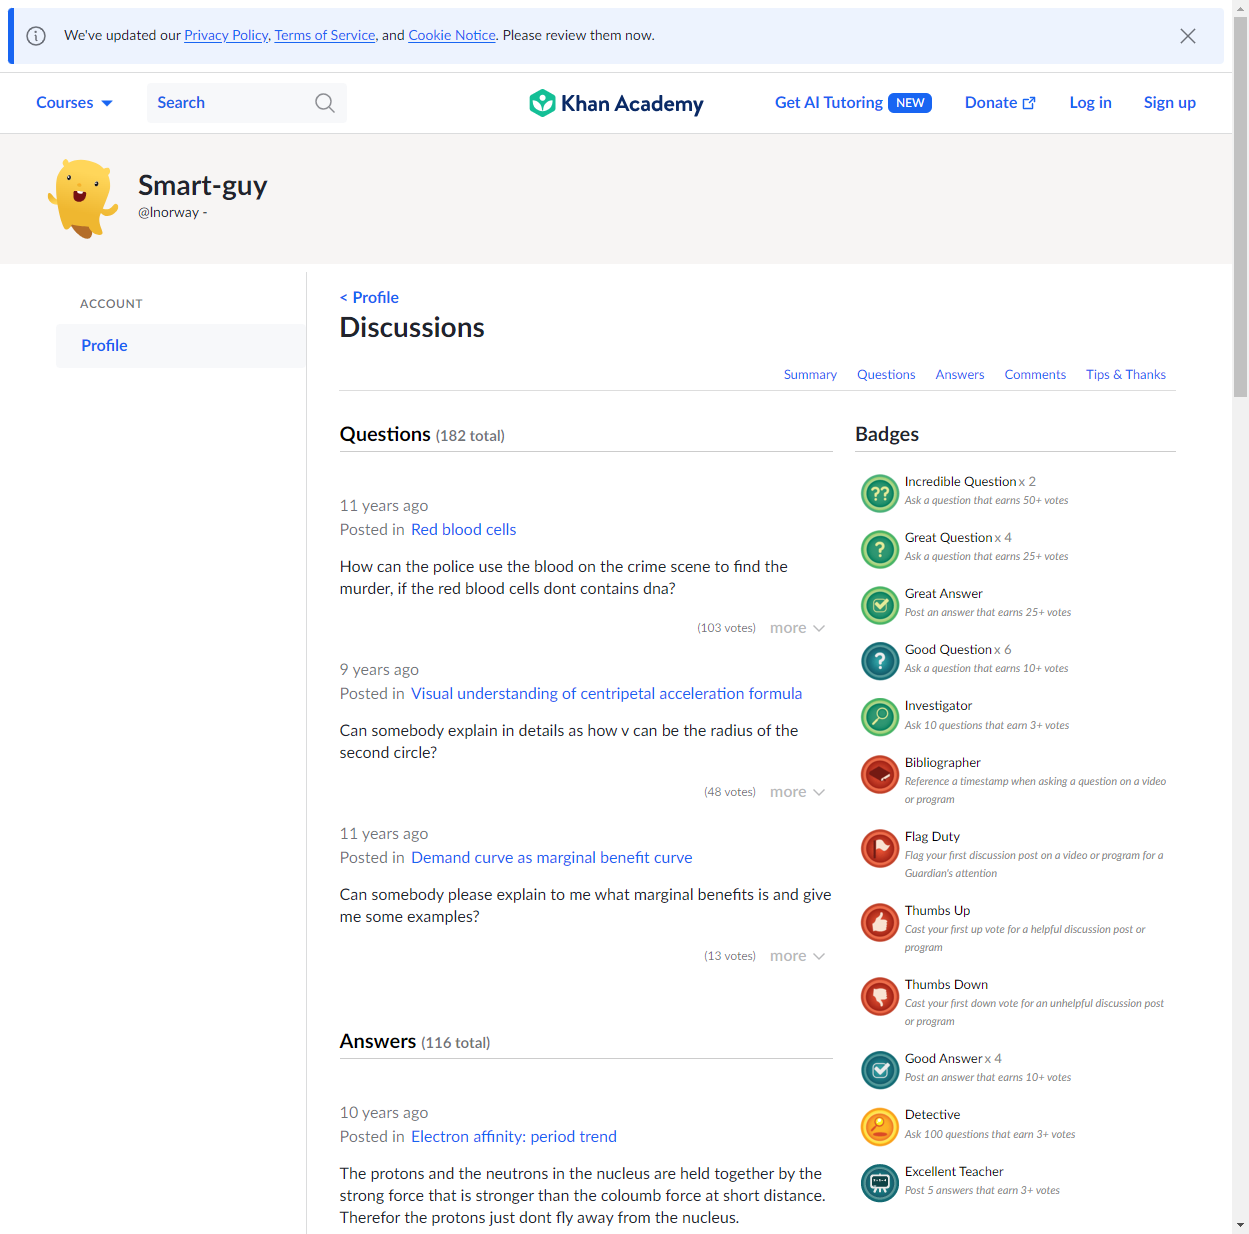 We've updated our Privacy Policy, Terms of Service, and Cookie Notice. Please review them now.
Courses
Search
Khan Academy
Get AI Tutoring NEW
Donate
Log in
Sign up
Smart-guy
@lnorway -
ACCOUNT
Profile
< Profile
Discussions
Summary
Questions
Answers
Comments
Tips & Thanks
Questions (182 total)
11 years ago
Posted in Red blood cells
How can the police use the blood on the crime scene to find the
murder, if the red blood cells dont contains dna?
(103 votes) more
9 years ago
Posted in Visual understanding of centripetal acceleration formula
Can somebody explain in details as how v can be the radius of the
second circle?
(48 votes) more
11 years ago
Posted in Demand curve as marginal benefit curve
Can somebody please explain to me what marginal benefits is and give
me some examples?
(13 votes) more
Answers (116 total)
10 years ago
Posted in Electron affinity: period trend
The protons and the neutrons in the nucleus are held together by the
strong force that is stronger than the coloumb force at short distance.
Therefor the protons just dont fly away from the nucleus.
Badges
Incredible Question x 2
Ask a question that earns 50+ votes
Great Question x 4
Ask a question that earns 25+ votes
Great Answer
Post an answer that earns 25+ votes
Good Question x 6
Ask a question that earns 10+ votes
Investigator
Ask 10 questions that earn 3+ votes
Bibliographer
Reference a timestamp when asking a question on a video
or program
Flag Duty
Flag your first discussion post on a video or program for a
Guardian's attention
Thumbs Up
Cast your first up vote for a helpful discussion post or
program
Thumbs Down
Cast your first down vote for an unhelpful discussion post
or program
Good Answer x 4
Post an answer that earns 10+ votes
Detective
Ask 100 questions that earn 3+ votes
Excellent Teacher
Post 5 answers that earn 3+ votes